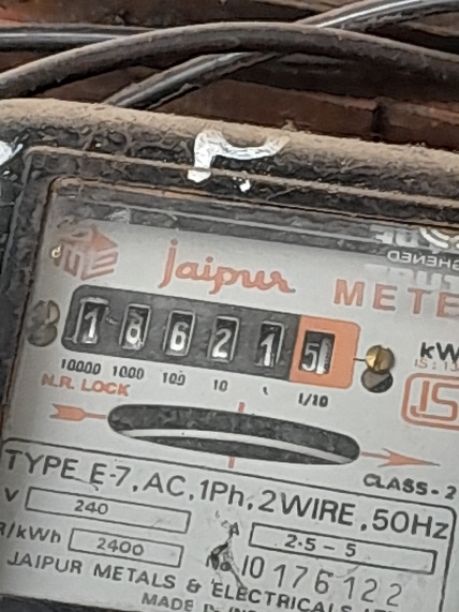 Jaipur
METE
1 8 6 2 1 5
kW
10000 1000 100 10 1 1/10
N.R. LOCK
CLASS-2
TYPE E-7, AC, 1Ph, 2WIRE, 50Hz
V 240 A 2.5 - 5
R/kWh 2400 No. 10176122
JAIPUR METALS & ELECTRICAL
MADE